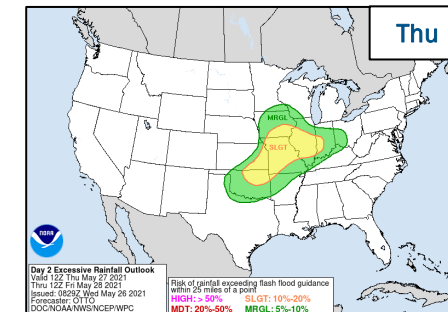 Thu
MRGL
SLGT
NOAA
Day 2 Excessive Rainfall Outlook
Valid 12Z Thu May 27 2021
Thru 12Z Fri May 28 2021
Issued: 0829Z Wed May 26 2021
Forecaster: OTTO
DOC/NOAA/NWS/NCEP/WPC
Risk of rainfall exceeding flash flood guidance
within 25 miles of a point
HIGH: > 50% SLGT: 10%-20%
MDT: 20%-50% MRGL: 5%-10%